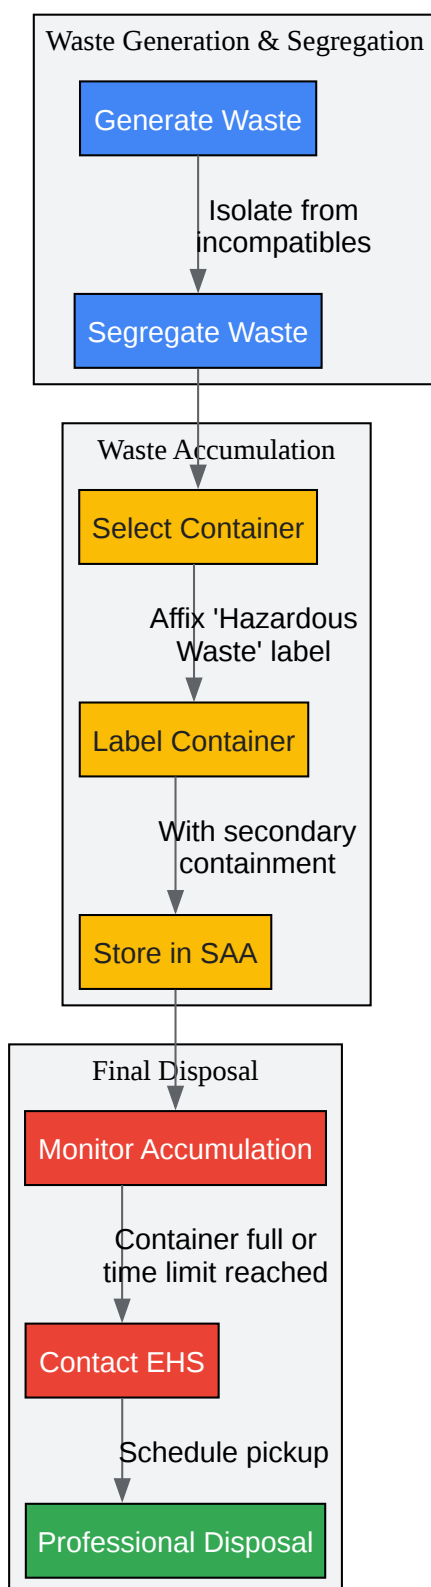 Waste Generation & Segregation
Generate Waste
Isolate from
incompatibles
Segregate Waste
Waste Accumulation
Select Container
Affix 'Hazardous
Waste' label
Label Container
With secondary
containment
Store in SAA
Final Disposal
Monitor Accumulation
Container full or
time limit reached
Contact EHS
Schedule pickup
Professional Disposal